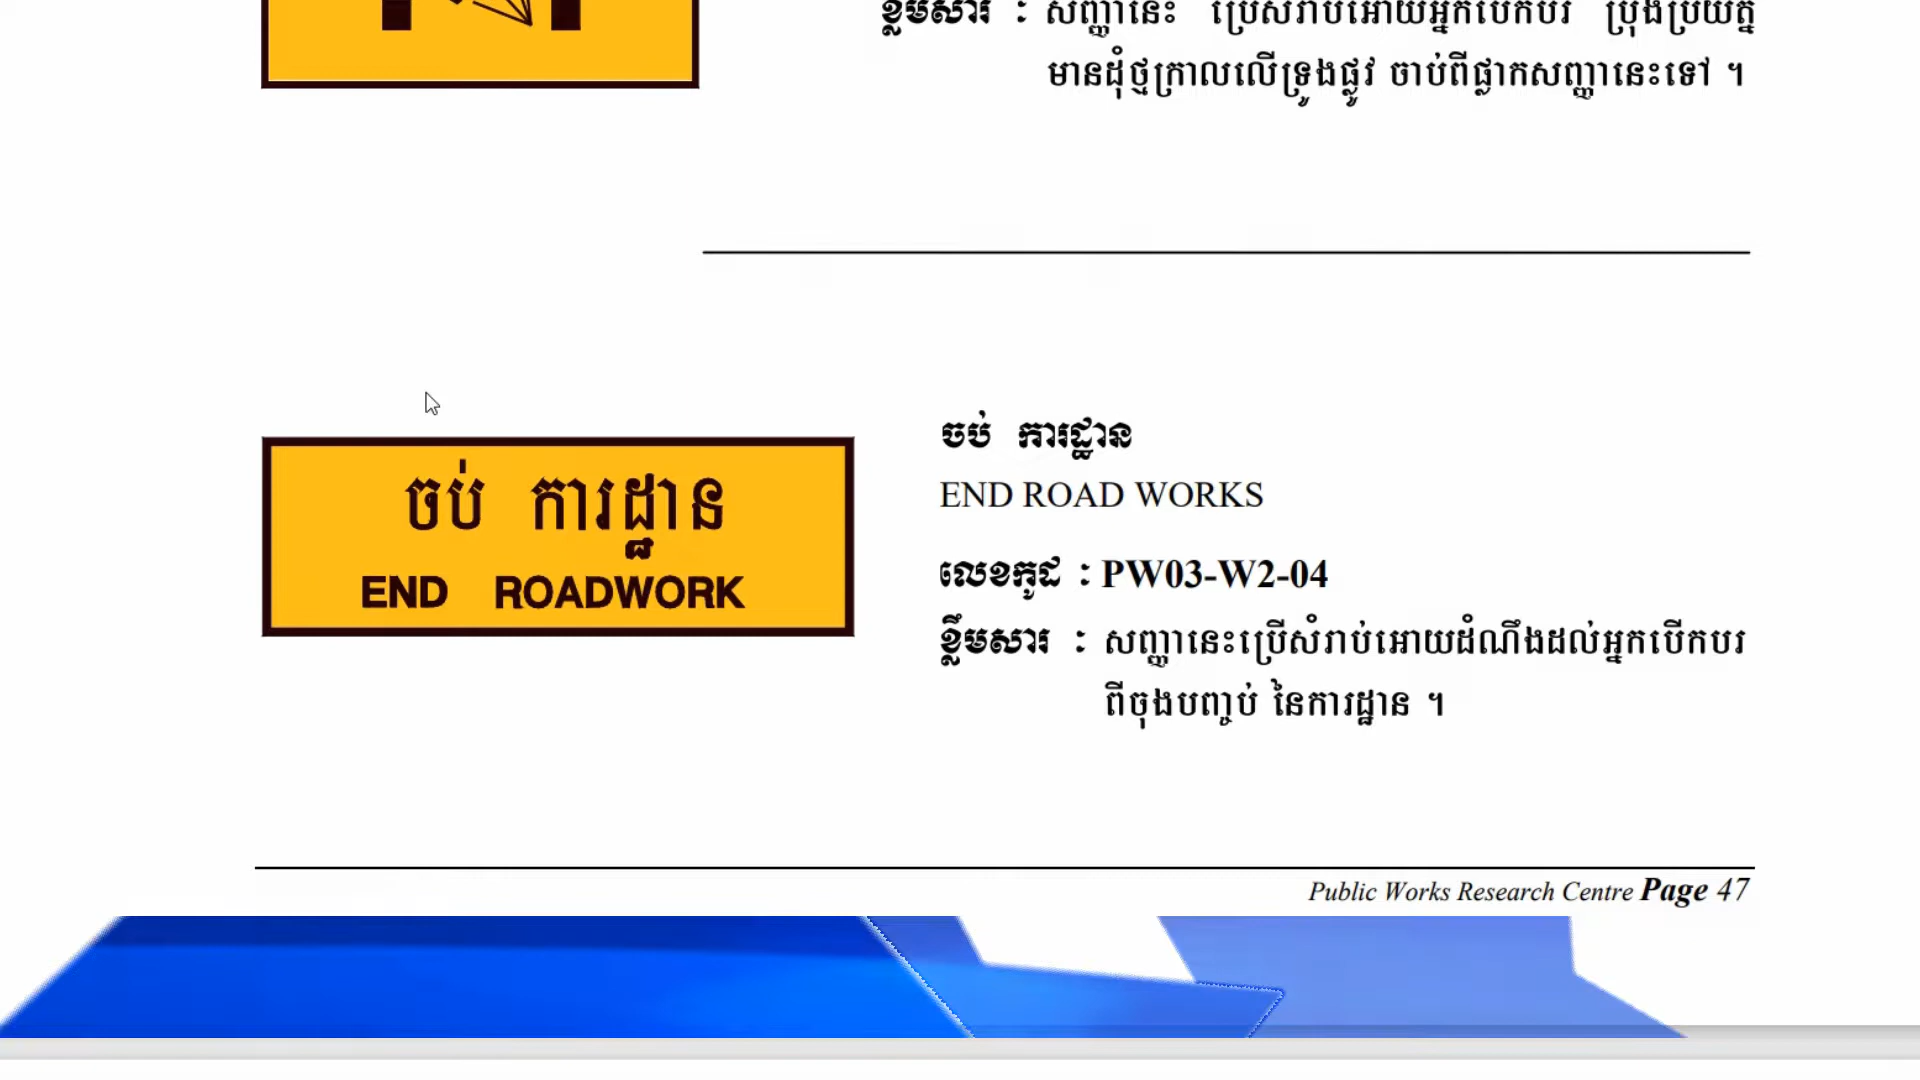 ខ្លឹមសារ : សញ្ញានេះ ប្រើសំរាប់អោយអ្នកបើកបរ ប្រុងប្រយ័ត្ន
មានដុំថ្មក្រាលលើទ្រូងផ្លូវ ចាប់ពីផ្លាកសញ្ញានេះទៅ ។
ចប់ ការដ្ឋាន
END ROADWORK
ចប់ ការដ្ឋាន
END ROAD WORKS
លេខកូដ : PW03-W2-04
ខ្លឹមសារ : សញ្ញានេះប្រើសំរាប់អោយដំណឹងដល់អ្នកបើកបរ
ពីចុងបញ្ចប់ នៃការដ្ឋាន ។
Public Works Research Centre Page 47